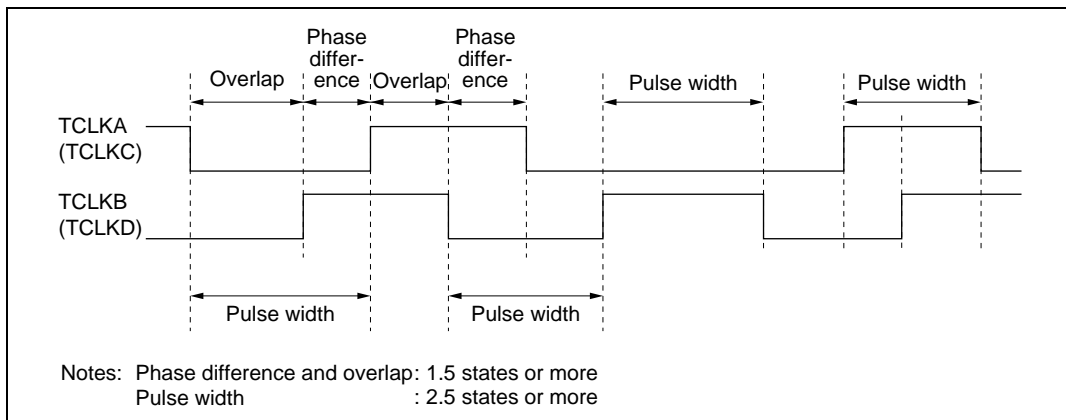 Phase
differ-
ence
Phase
differ-
ence
Overlap
Overlap
Pulse width
Pulse width
TCLKA
(TCLKC)
TCLKB
(TCLKD)
Pulse width
Pulse width
Notes: Phase difference and overlap: 1.5 states or more
Pulse width : 2.5 states or more